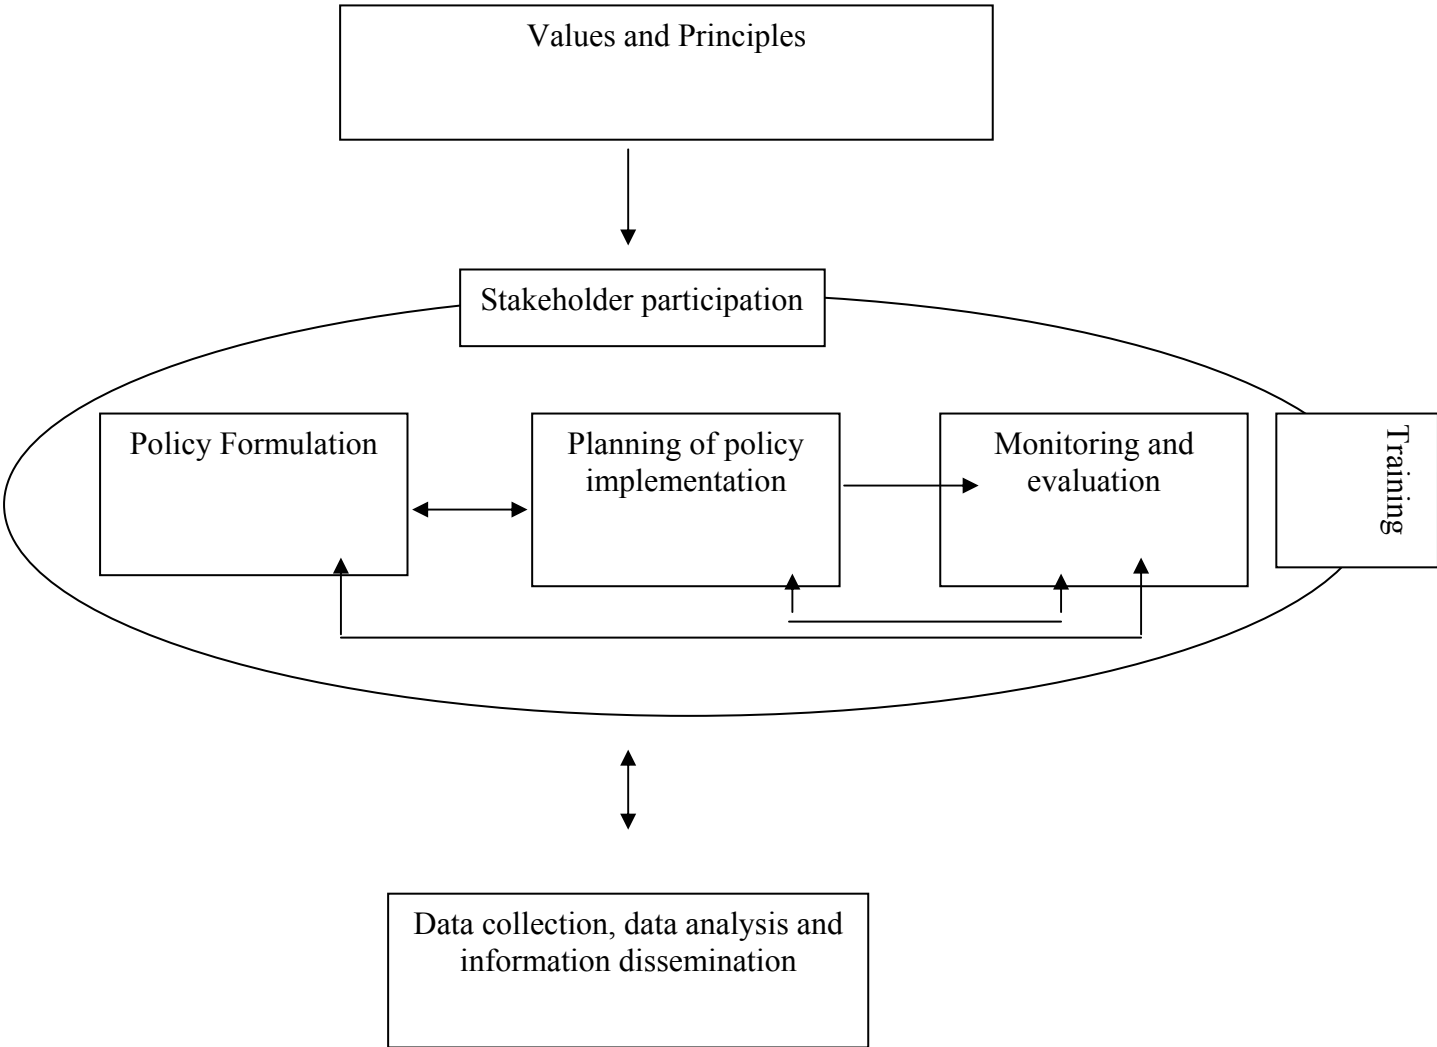 Values and Principles
Stakeholder participation
Policy Formulation
Planning of policy
implementation
Monitoring and
evaluation
Training
Data collection, data analysis and
information dissemination